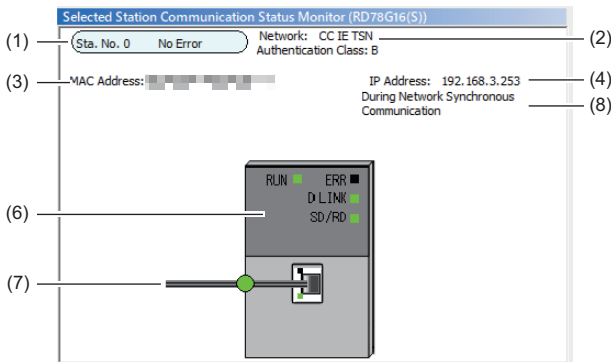 Selected Station Communication Status Monitor (RD78G16(S))
(1) Sta. No. 0 No Error Network: CC IE TSN (2)
Authentication Class: B
(3) MAC Address: IP Address: 192.168.3.253 (4)
During Network Synchronous (8)
Communication
RUN ERR
D LINK
(6) SD/RD
(7)